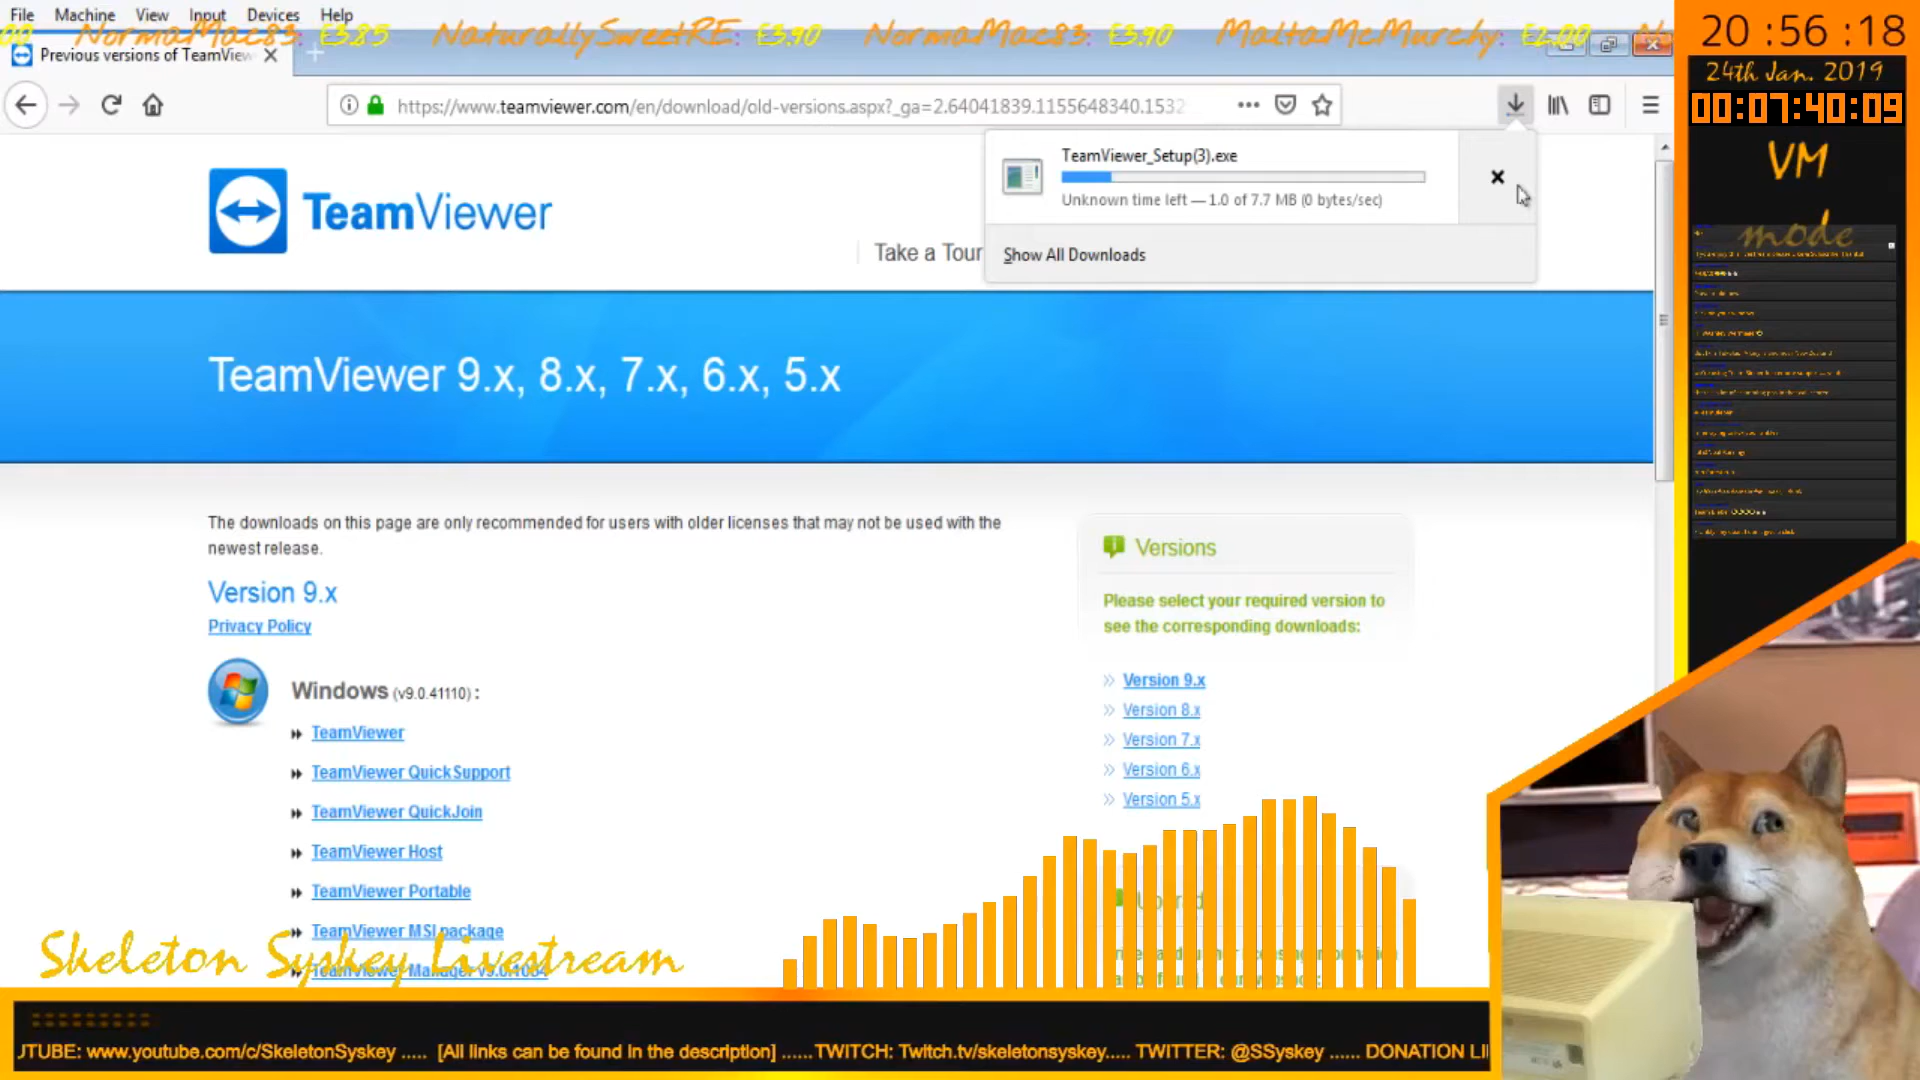 File Machine View Input Devices Help
NormaMac83: £3.85 NaturallySweetRE: £3.90 NormaMac83: £3.90 MaltaMcMurchy: £2.00
Previous versions of TeamView
https://www.teamviewer.com/en/download/old-versions.aspx?_ga=2.64041839.1155648340.1532
TeamViewer_Setup(3).exe
Unknown time left — 1.0 of 7.7 MB (0 bytes/sec)
Show All Downloads
TeamViewer
Take a Tour
TeamViewer 9.x, 8.x, 7.x, 6.x, 5.x
The downloads on this page are only recommended for users with older licenses that may not be used with the
newest release.
Version 9.x
Privacy Policy
Windows (v9.0.41110) :
TeamViewer
TeamViewer QuickSupport
TeamViewer QuickJoin
TeamViewer Host
TeamViewer Portable
TeamViewer MSI package
TeamViewer Manager
Versions
Please select your required version to
see the corresponding downloads:
Version 9.x
Version 8.x
Version 7.x
Version 6.x
Version 5.x
20 :56 :18
24th Jan. 2019
00:07:40:09
VM
mode
Skeleton Syskey Livestream
JTUBE: www.youtube.com/c/SkeletonSyskey ..... [All links can be found in the description] ......TWITCH: Twitch.tv/skeletonsyskey..... TWITTER: @SSyskey ...... DONATION LI